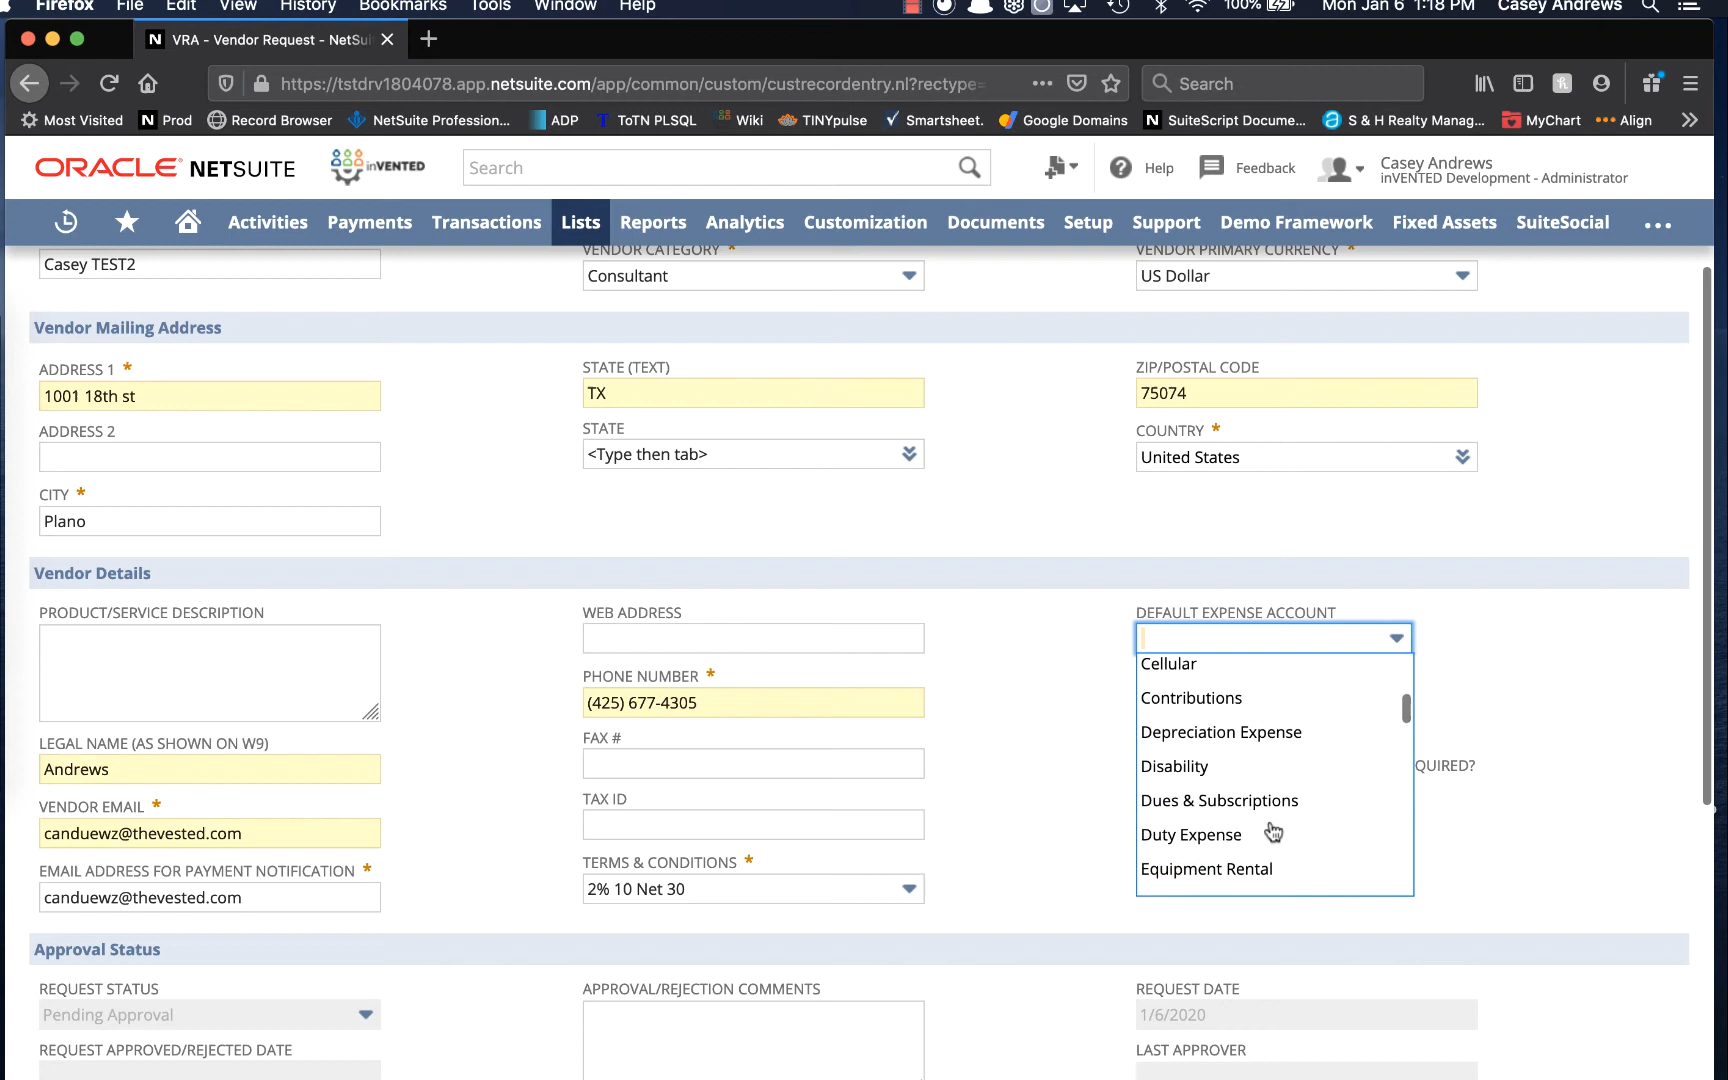 Firefox File Edit View History Bookmarks Tools Window Help 100% Mon Jan 6 1:18 PM Casey Andrews
N VRA - Vendor Request - NetSui
https://tstdrv1804078.app.netsuite.com/app/common/custom/custrecordentry.nl?rectype= Search
Most Visited N Prod Record Browser NetSuite Profession... ADP T ToTN PLSQL Wiki TINYpulse Smartsheet. Google Domains N SuiteScript Docume... S & H Realty Manag... MyChart Align
ORACLE NETSUITE inVENTED Search Help Feedback Casey Andrews
inVENTED Development - Administrator
Activities Payments Transactions Lists Reports Analytics Customization Documents Setup Support Demo Framework Fixed Assets SuiteSocial ...
VENDOR CATEGORY * VENDOR PRIMARY CURRENCY *
Casey TEST2 Consultant US Dollar
Vendor Mailing Address
ADDRESS 1 * STATE (TEXT) ZIP/POSTAL CODE
1001 18th st TX 75074
ADDRESS 2 STATE COUNTRY *
<Type then tab> United States
CITY *
Plano
Vendor Details
PRODUCT/SERVICE DESCRIPTION WEB ADDRESS DEFAULT EXPENSE ACCOUNT
Cellular
PHONE NUMBER *
(425) 677-4305 Contributions
Depreciation Expense
LEGAL NAME (AS SHOWN ON W9) FAX #
Andrews Disability QUIRED?
VENDOR EMAIL * TAX ID Dues & Subscriptions
canduewz@thevested.com Duty Expense
EMAIL ADDRESS FOR PAYMENT NOTIFICATION * TERMS & CONDITIONS * Equipment Rental
canduewz@thevested.com 2% 10 Net 30
Approval Status
REQUEST STATUS APPROVAL/REJECTION COMMENTS REQUEST DATE
Pending Approval 1/6/2020
REQUEST APPROVED/REJECTED DATE LAST APPROVER